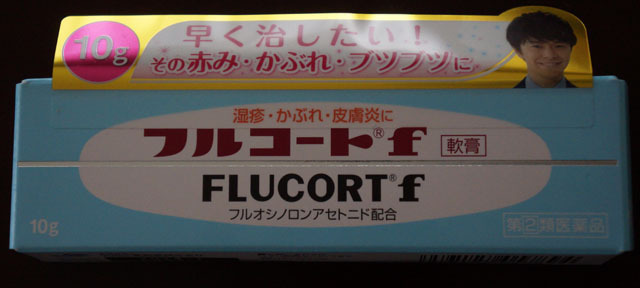 10g
早く治したい！
その赤み・かぶれ・ブツブツに
湿疹・かぶれ・皮膚炎に
フルコート®f 軟膏
FLUCORT®f
フルオシノロンアセトニド配合
10g
指定②類医薬品